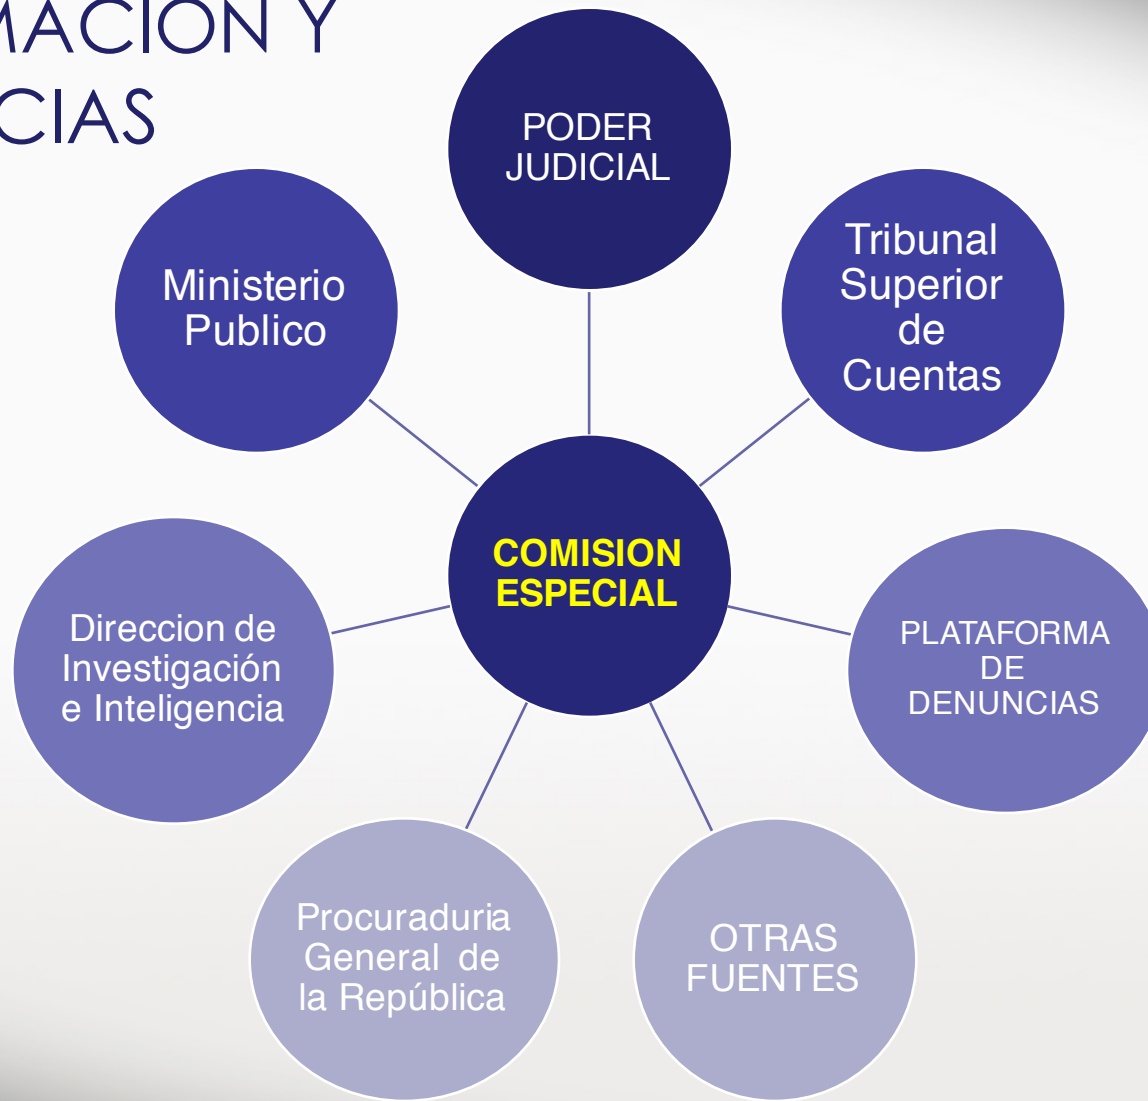 MACIÓN Y
CIAS
PODER
JUDICIAL
Tribunal
Superior
de
Cuentas
PLATAFORMA
DE
DENUNCIAS
OTRAS
FUENTES
Procuraduria
General de
la República
Direccion de
Investigación
e Inteligencia
Ministerio
Publico
COMISION
ESPECIAL